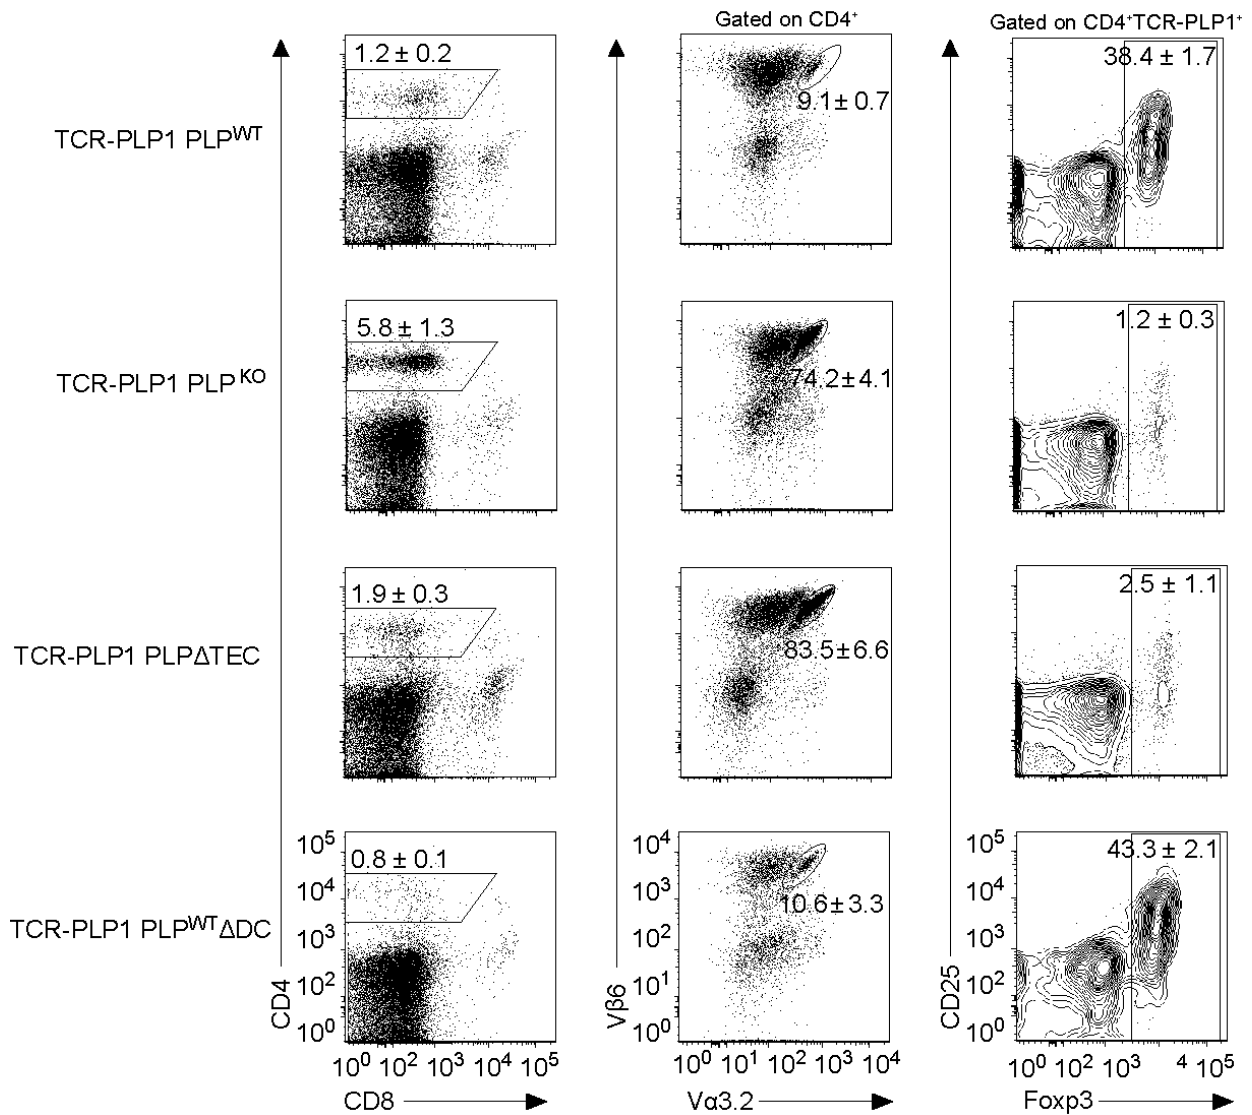 Gated on CD4⁺
Gated on CD4⁺TCR-PLP1⁺
TCR-PLP1 PLPᵂᵀ
1.2 ± 0.2
9.1 ± 0.7
38.4 ± 1.7
TCR-PLP1 PLP ᴷᴼ
5.8 ± 1.3
74.2 ± 4.1
1.2 ± 0.3
TCR-PLP1 PLPΔTEC
1.9 ± 0.3
83.5 ± 6.6
2.5 ± 1.1
TCR-PLP1 PLPᵂᵀΔDC
0.8 ± 0.1
10.6 ± 3.3
43.3 ± 2.1
CD4
10⁵
10⁴
10³
10²
10⁰
Vβ6
10⁴
10³
10²
10¹
10⁰
CD25
10⁵
10⁴
10³
10²
10⁰
10⁰ 10² 10³ 10⁴ 10⁵
CD8
10⁰ 10¹ 10² 10³ 10⁴
Vα3.2
10⁰ 10² 10³ 4 10⁵
Foxp3